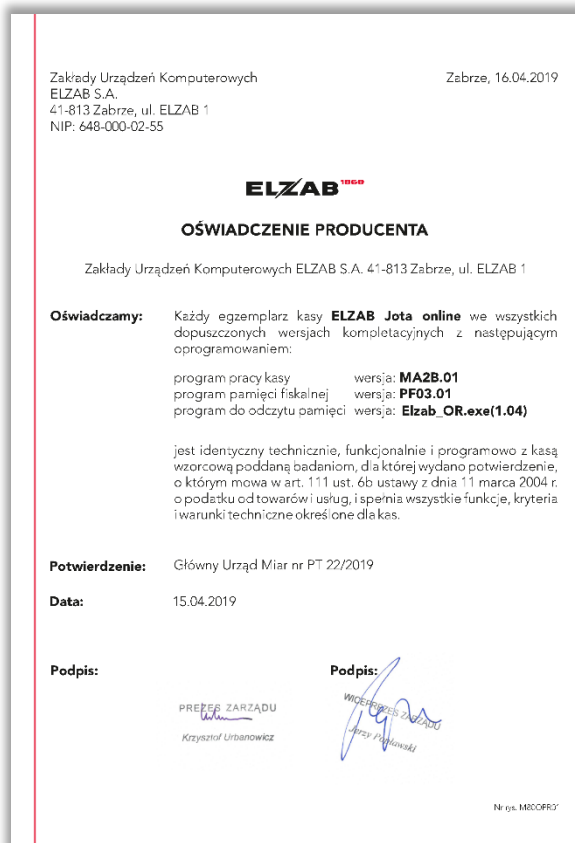 Zakłady Urządzeń Komputerowych
ELZAB S.A.
41-813 Zabrze, ul. ELZAB 1
NIP: 648-000-02-55
Zabrze, 16.04.2019
ELZAB 1868
OŚWIADCZENIE PRODUCENTA
Zakłady Urządzeń Komputerowych ELZAB S.A. 41-813 Zabrze, ul. ELZAB 1
Oświadczamy: Każdy egzemplarz kasy ELZAB Jota online we wszystkich
dopuszczonych wersjach kompletacyjnych z następującym
oprogramowaniem:
program pracy kasy wersja: MA2B.01
program pamięci fiskalnej wersja: PF03.01
program do odczytu pamięci wersja: Elzab_OR.exe(1.04)
jest identyczny technicznie, funkcjonalnie i programowo z kasą
wzorcową poddaną badaniom, dla której wydano potwierdzenie,
o którym mowa w art. 111 ust. 6b ustawy z dnia 11 marca 2004 r.
o podatku od towarów i usług, i spełnia wszystkie funkcje, kryteria
i warunki techniczne określone dla kas.
Potwierdzenie: Główny Urząd Miar nr PT 22/2019
Data: 15.04.2019
Podpis: Podpis:
PREZES ZARZĄDU
Krzysztof Urbanowicz
WICEPREZES ZARZĄDU
Jerzy Popławski
Nr rys. M80OPR01